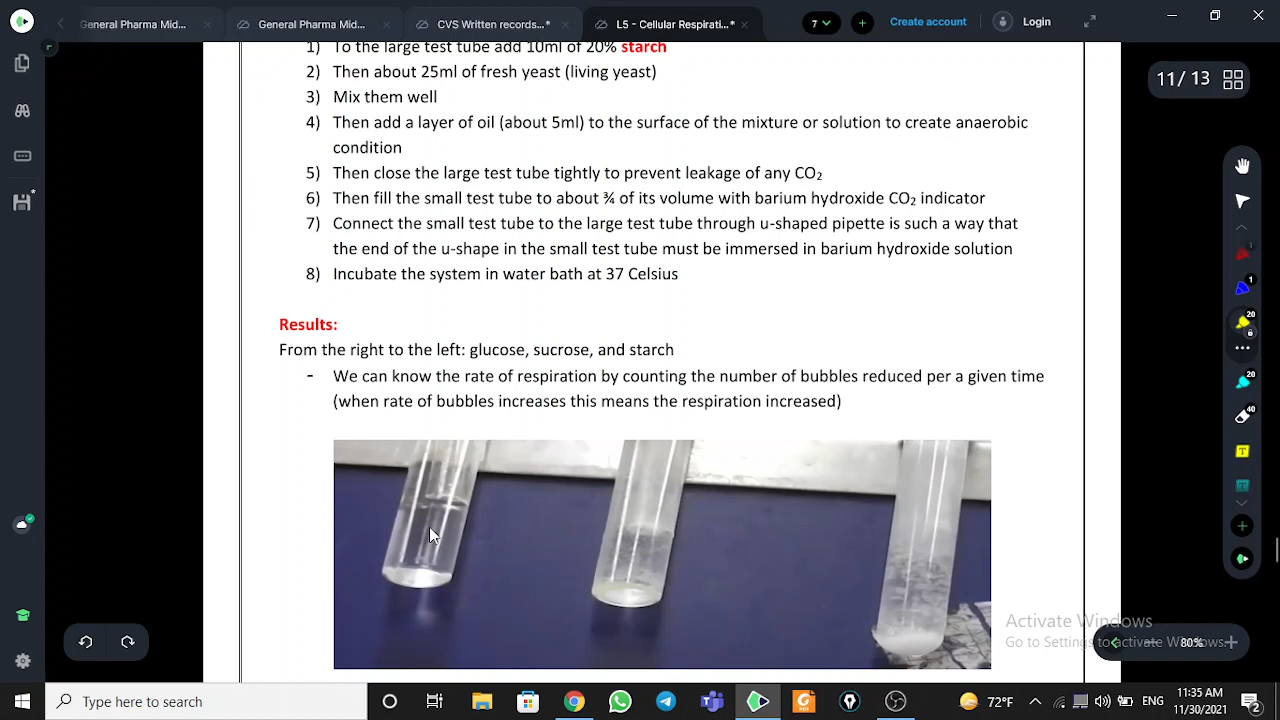 General Pharma Mid...
General Pharma Mid...
CVS Written records...*
L5 - Cellular Respirati...*
7
Create account
Login
11 / 13
1) To the large test tube add 10ml of 20% starch
2) Then about 25ml of fresh yeast (living yeast)
3) Mix them well
4) Then add a layer of oil (about 5ml) to the surface of the mixture or solution to create anaerobic
condition
5) Then close the large test tube tightly to prevent leakage of any CO₂
6) Then fill the small test tube to about ¾ of its volume with barium hydroxide CO₂ indicator
7) Connect the small test tube to the large test tube through u-shaped pipette is such a way that
the end of the u-shape in the small test tube must be immersed in barium hydroxide solution
8) Incubate the system in water bath at 37 Celsius
Results:
From the right to the left: glucose, sucrose, and starch
- We can know the rate of respiration by counting the number of bubbles reduced per a given time
(when rate of bubbles increases this means the respiration increased)
1
1
20
20
40
T
Activate Windows
Go to Settings to activate Windows.
80%
Type here to search
72°F
ENG
11:35 AM
11/30/2021
2